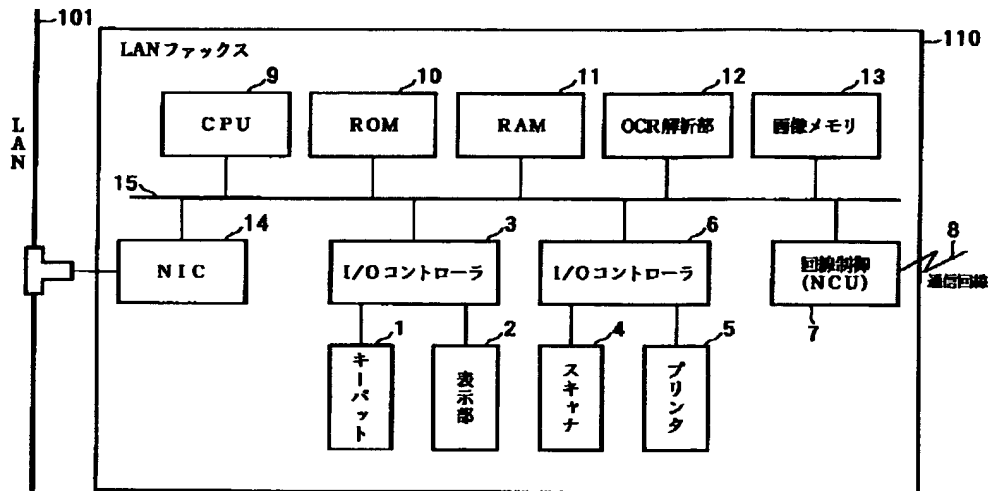 101
LANファックス
110
9
10
11
12
13
CPU
ROM
RAM
OCR解析部
画像メモリ
LAN
15
14
3
6
8
NIC
I/Oコントローラ
I/Oコントローラ
回線制御
(NCU)
通信回線
7
1
2
4
5
キーパット
表示部
スキャナ
プリンタ